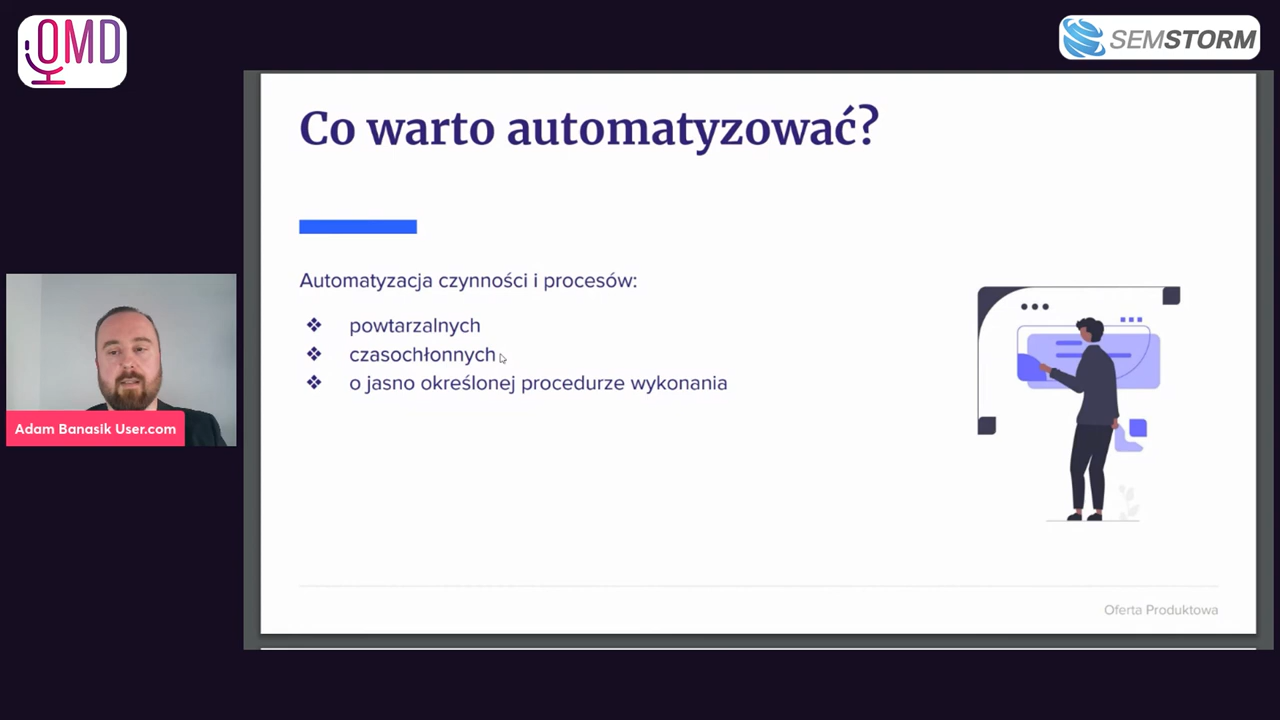 OMD
SEMSTORM
Co warto automatyzować?
Automatyzacja czynności i procesów:
❖ powtarzalnych
❖ czasochłonnych
❖ o jasno określonej procedurze wykonania
Adam Banasik User.com
Oferta Produktowa